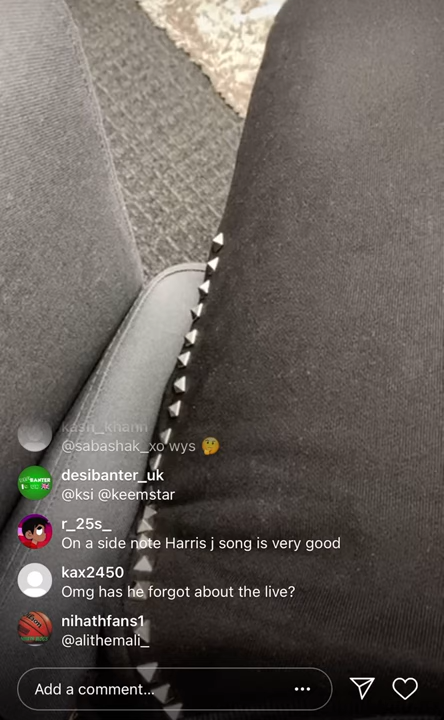 kash_khann
@sabashak_xo wys 🤔
desibanter_uk
@ksi @keemstar
r_25s_
On a side note Harris j song is very good
kax2450
Omg has he forgot about the live?
nihathfans1
@alithemali_
Add a comment...